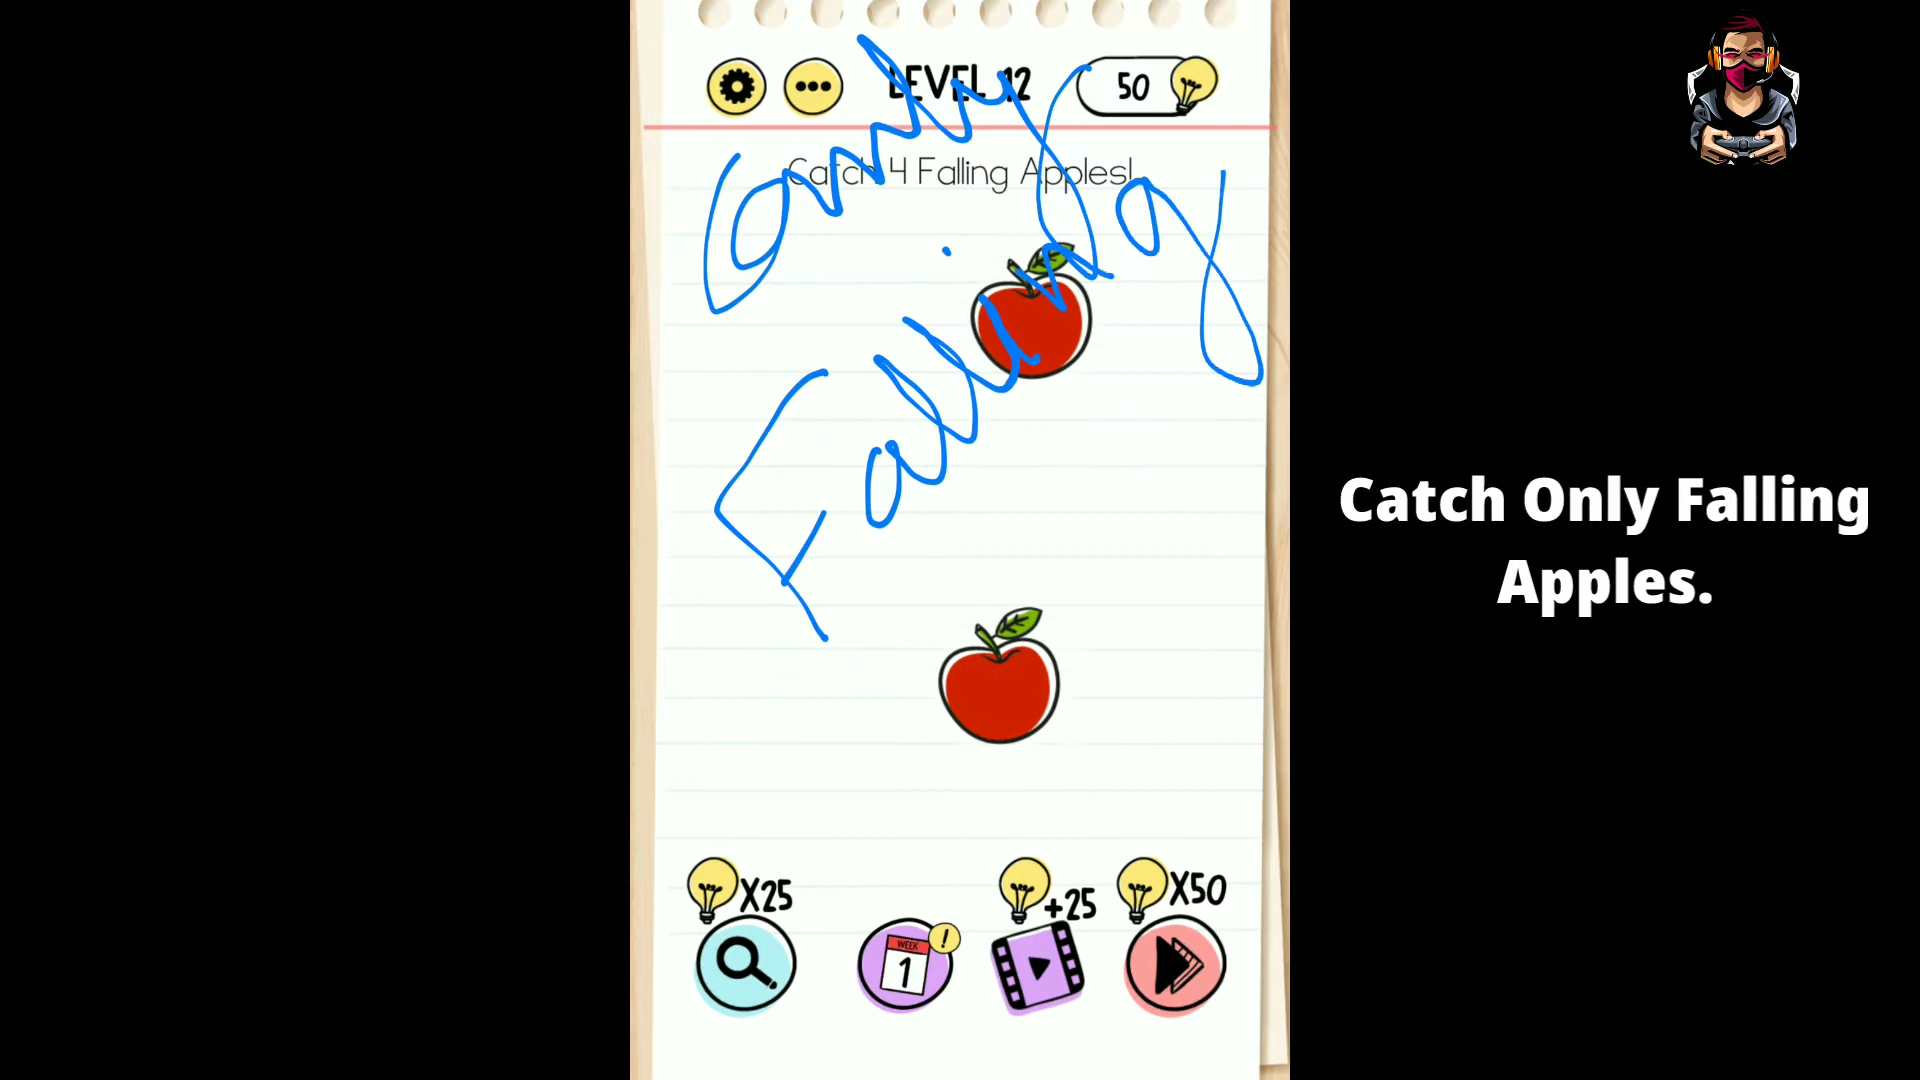 LEVEL 12
50
Catch 4 Falling Apples!
Only
Falling
Catch Only Falling
Apples.
X25
+25
X50
WEEK
1
!